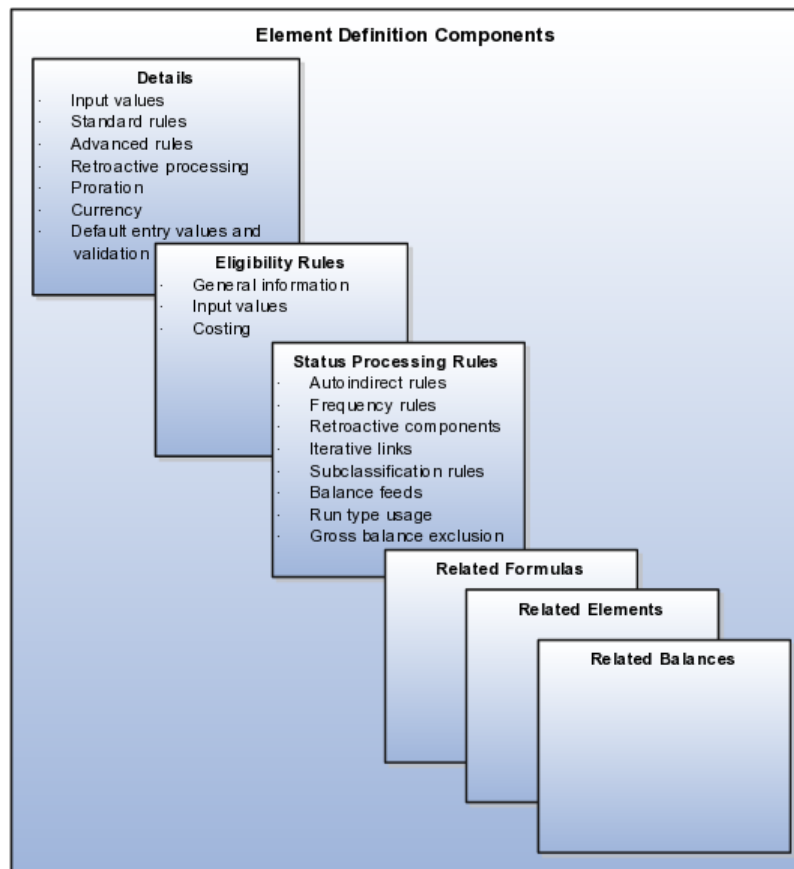 Element Definition Components
Details
· Input values
· Standard rules
· Advanced rules
· Retroactive processing
· Proration
· Currency
· Default entry values and
validation
Eligibility Rules
· General information
· Input values
· Costing
Status Processing Rules
· Autoindirect rules
· Frequency rules
· Retroactive components
· Iterative links
· Subclassification rules
· Balance feeds
· Run type usage
· Gross balance exclusion
Related Formulas
Related Elements
Related Balances